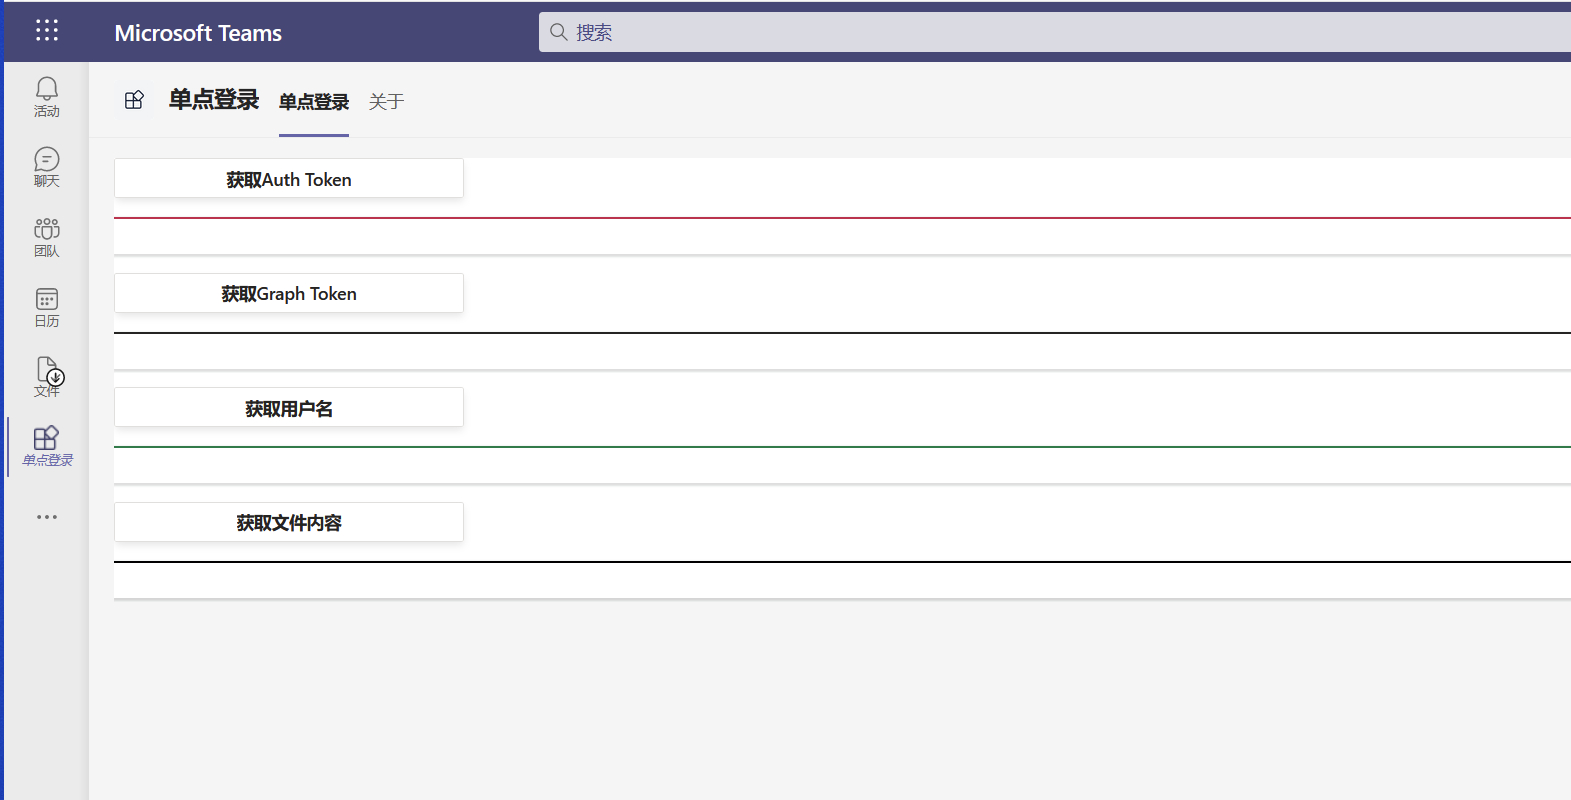 Microsoft Teams
搜索
活动
聊天
团队
日历
文件
单点登录
单点登录 单点登录 关于
获取Auth Token
获取Graph Token
获取用户名
获取文件内容